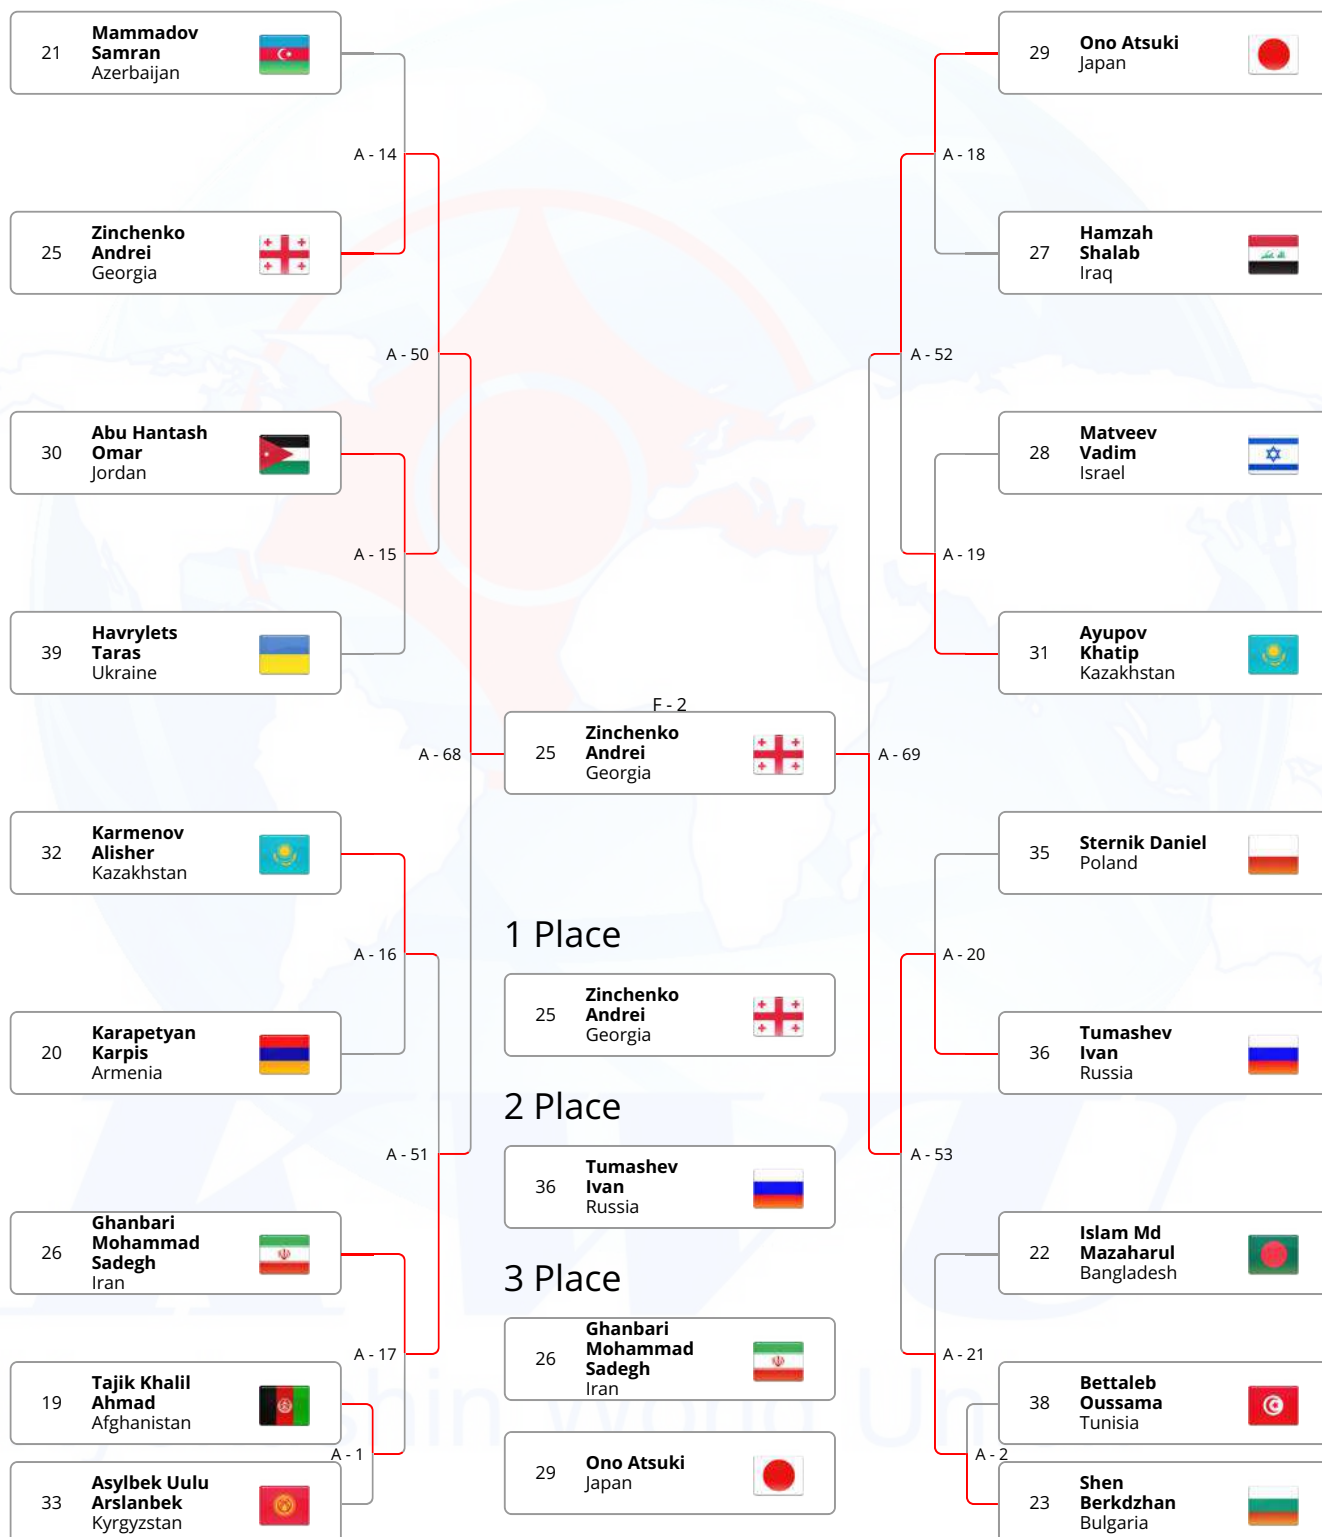 21
Mammadov
Samran
Azerbaijan
A - 14
25
Zinchenko
Andrei
Georgia
A - 50
30
Abu Hantash
Omar
Jordan
A - 15
39
Havrylets
Taras
Ukraine
A - 68
32
Karmenov
Alisher
Kazakhstan
A - 16
20
Karapetyan
Karpis
Armenia
A - 51
26
Ghanbari
Mohammad
Sadegh
Iran
A - 17
19
Tajik Khalil
Ahmad
Afghanistan
A - 1
33
Asylbek Uulu
Arslanbek
Kyrgyzstan
F - 2
25
Zinchenko
Andrei
Georgia
1 Place
25
Zinchenko
Andrei
Georgia
2 Place
36
Tumashev
Ivan
Russia
3 Place
26
Ghanbari
Mohammad
Sadegh
Iran
29
Ono Atsuki
Japan
29
Ono Atsuki
Japan
A - 18
27
Hamzah
Shalab
Iraq
A - 52
28
Matveev
Vadim
Israel
A - 19
31
Ayupov
Khatip
Kazakhstan
A - 69
35
Sternik Daniel
Poland
A - 20
36
Tumashev
Ivan
Russia
A - 53
22
Islam Md
Mazaharul
Bangladesh
A - 21
38
Bettaleb
Oussama
Tunisia
A - 2
23
Shen
Berkdzhan
Bulgaria
KWU